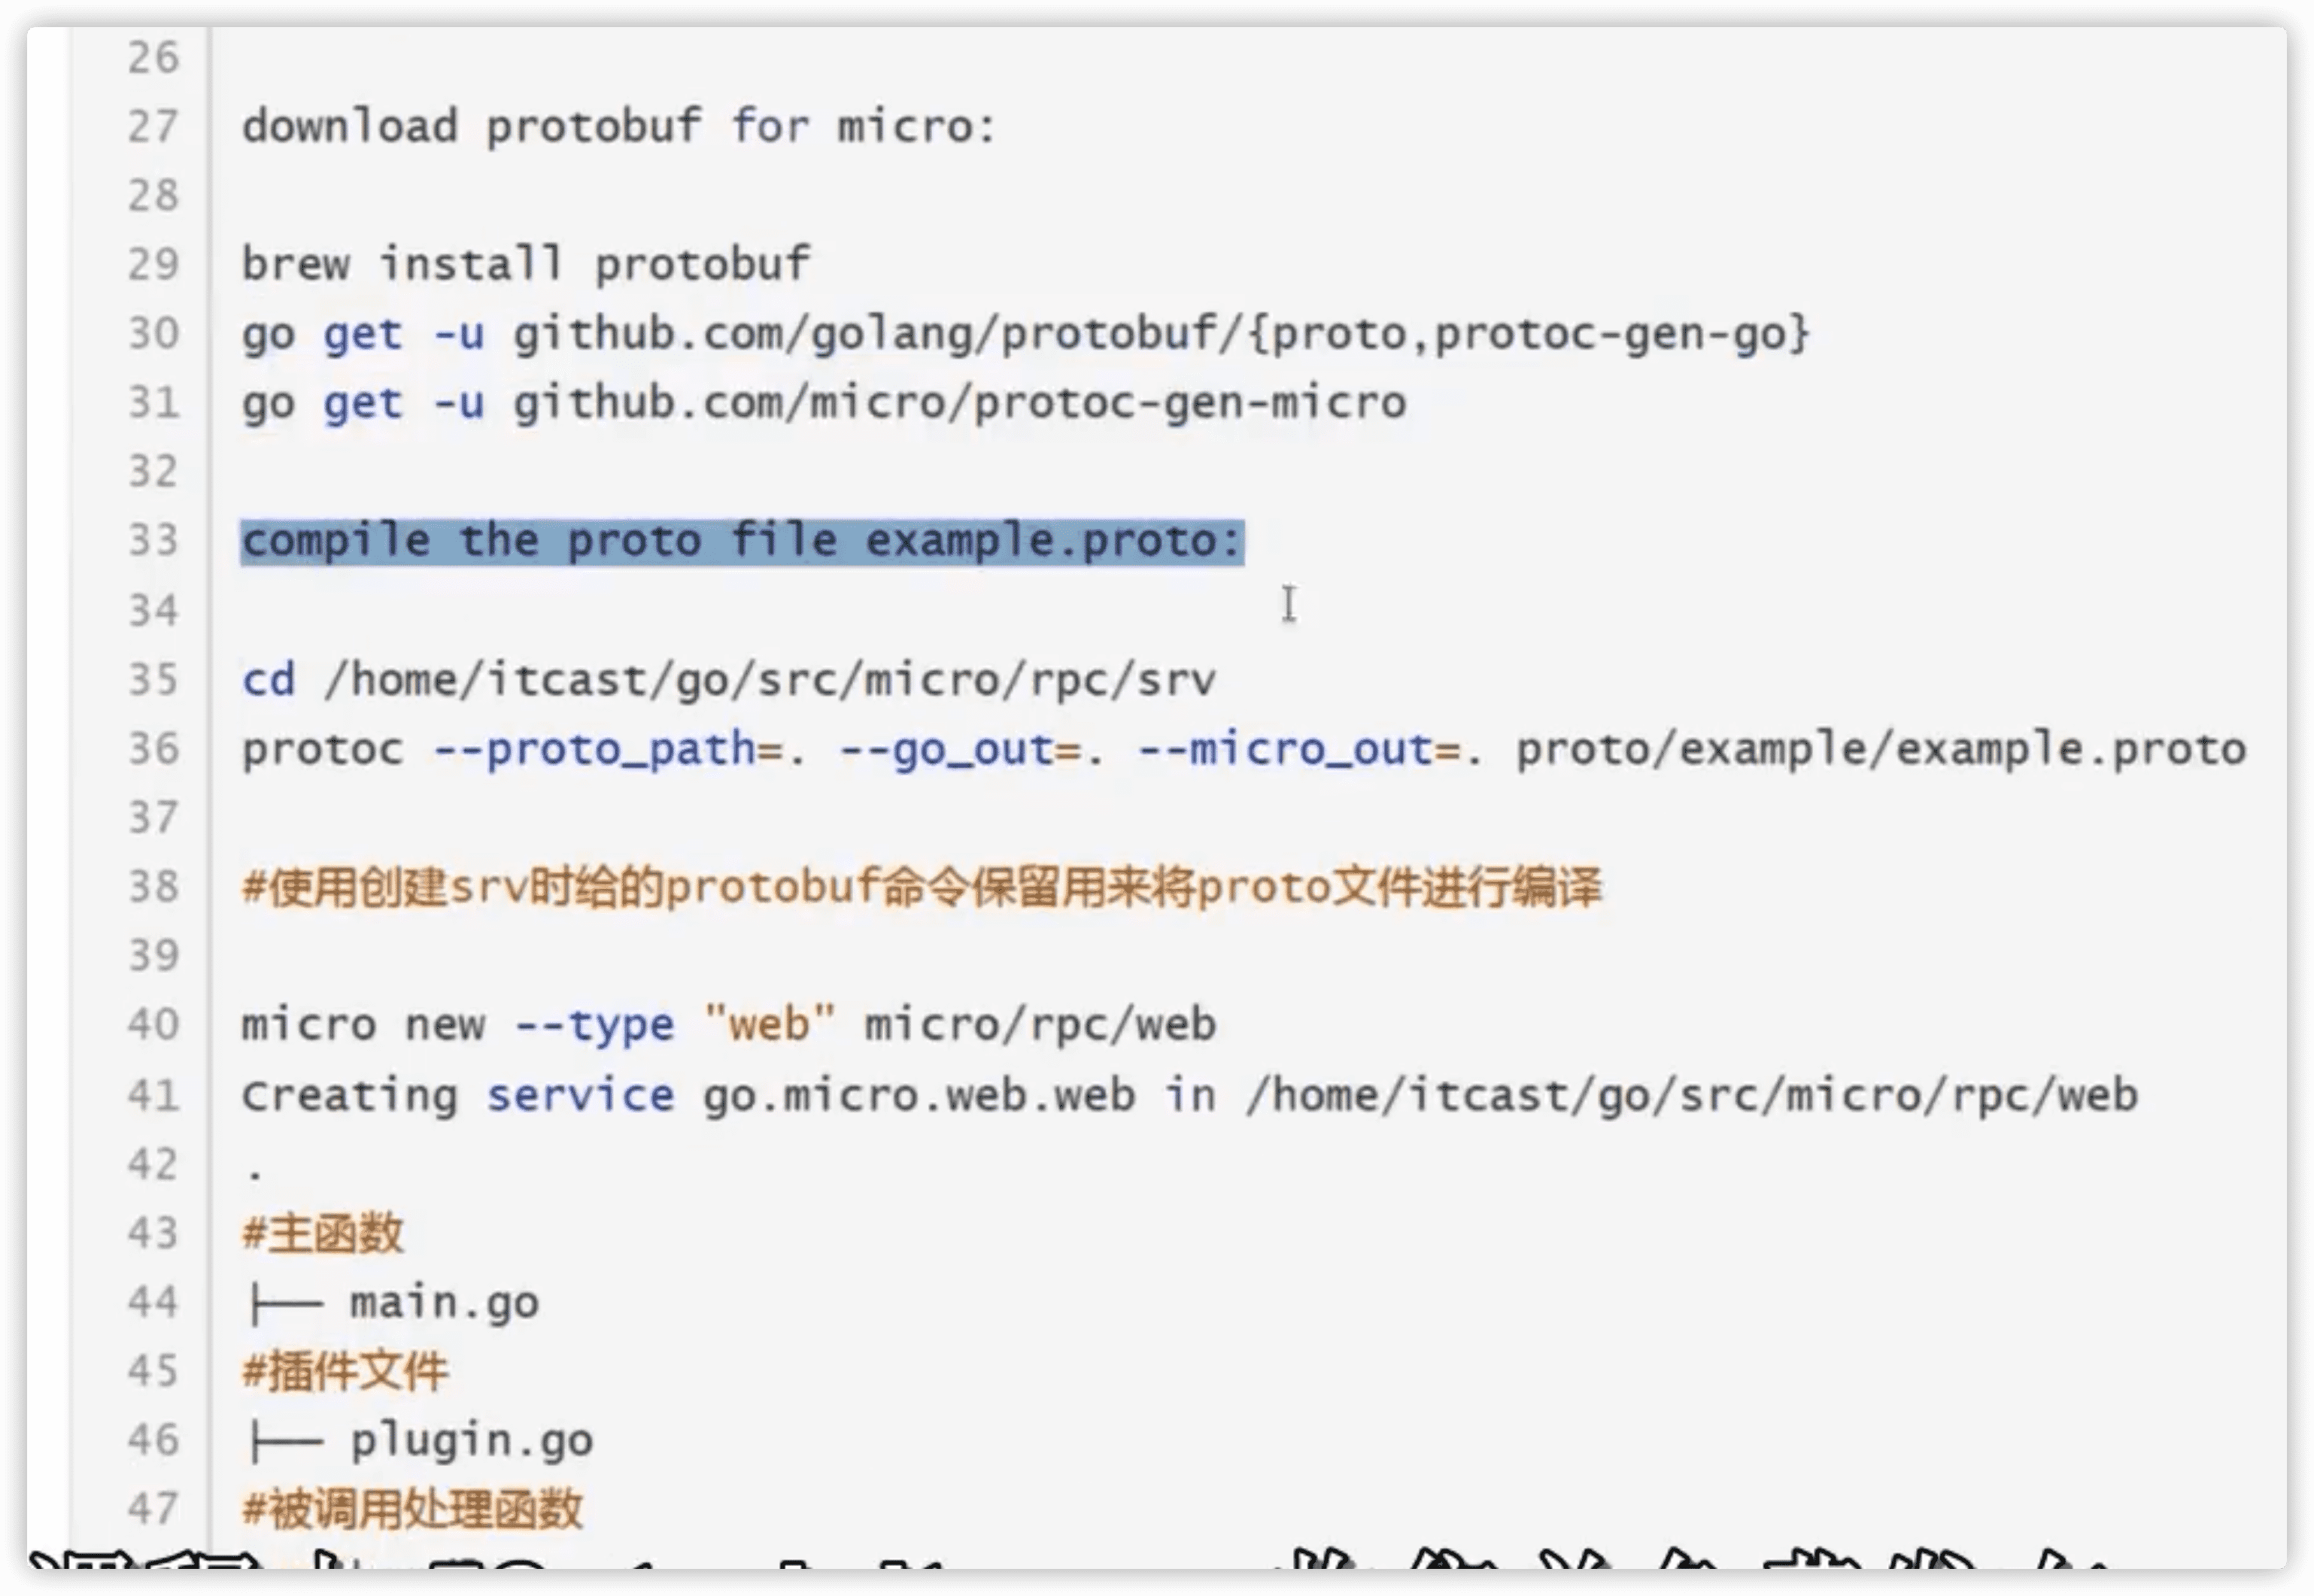 26
27 download protobuf for micro:
28
29 brew install protobuf
30 go get -u github.com/golang/protobuf/{proto,protoc-gen-go}
31 go get -u github.com/micro/protoc-gen-micro
32
33 compile the proto file example.proto:
34
35 cd /home/itcast/go/src/micro/rpc/srv
36 protoc --proto_path=. --go_out=. --micro_out=. proto/example/example.proto
37
38 #使用创建srv时给的protobuf命令保留用来将proto文件进行编译
39
40 micro new --type "web" micro/rpc/web
41 Creating service go.micro.web.web in /home/itcast/go/src/micro/rpc/web
42 .
43 #主函数
44 ├── main.go
45 #插件文件
46 ├── plugin.go
47 #被调用处理函数